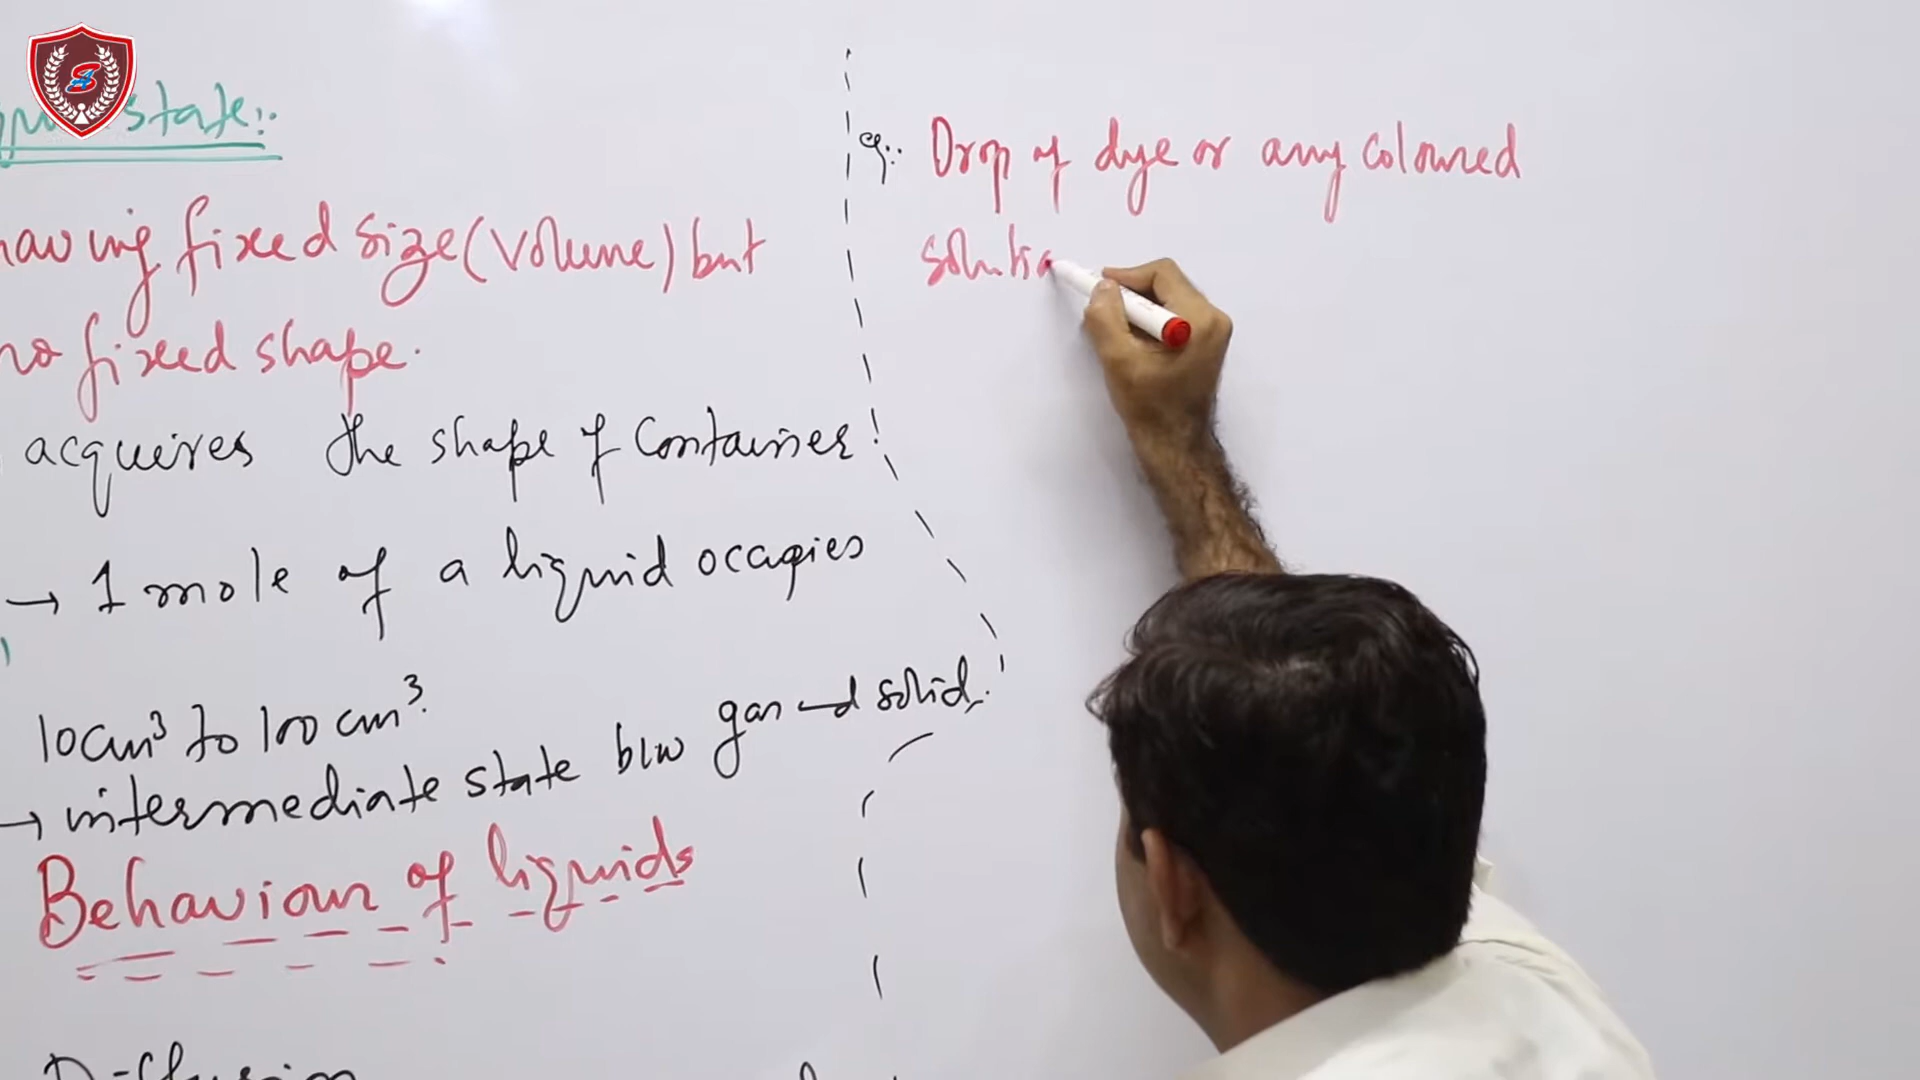 state:
having fixed size (Volume) but
no fixed shape.
acquires the shape of Container
→ 1 mole of a liquid occupies
10cm³ to 100 cm³.
→ intermediate state b/w gas and solid.
Behaviour of liquids
Diffusion
eg: Drop of dye or any coloured
solutio